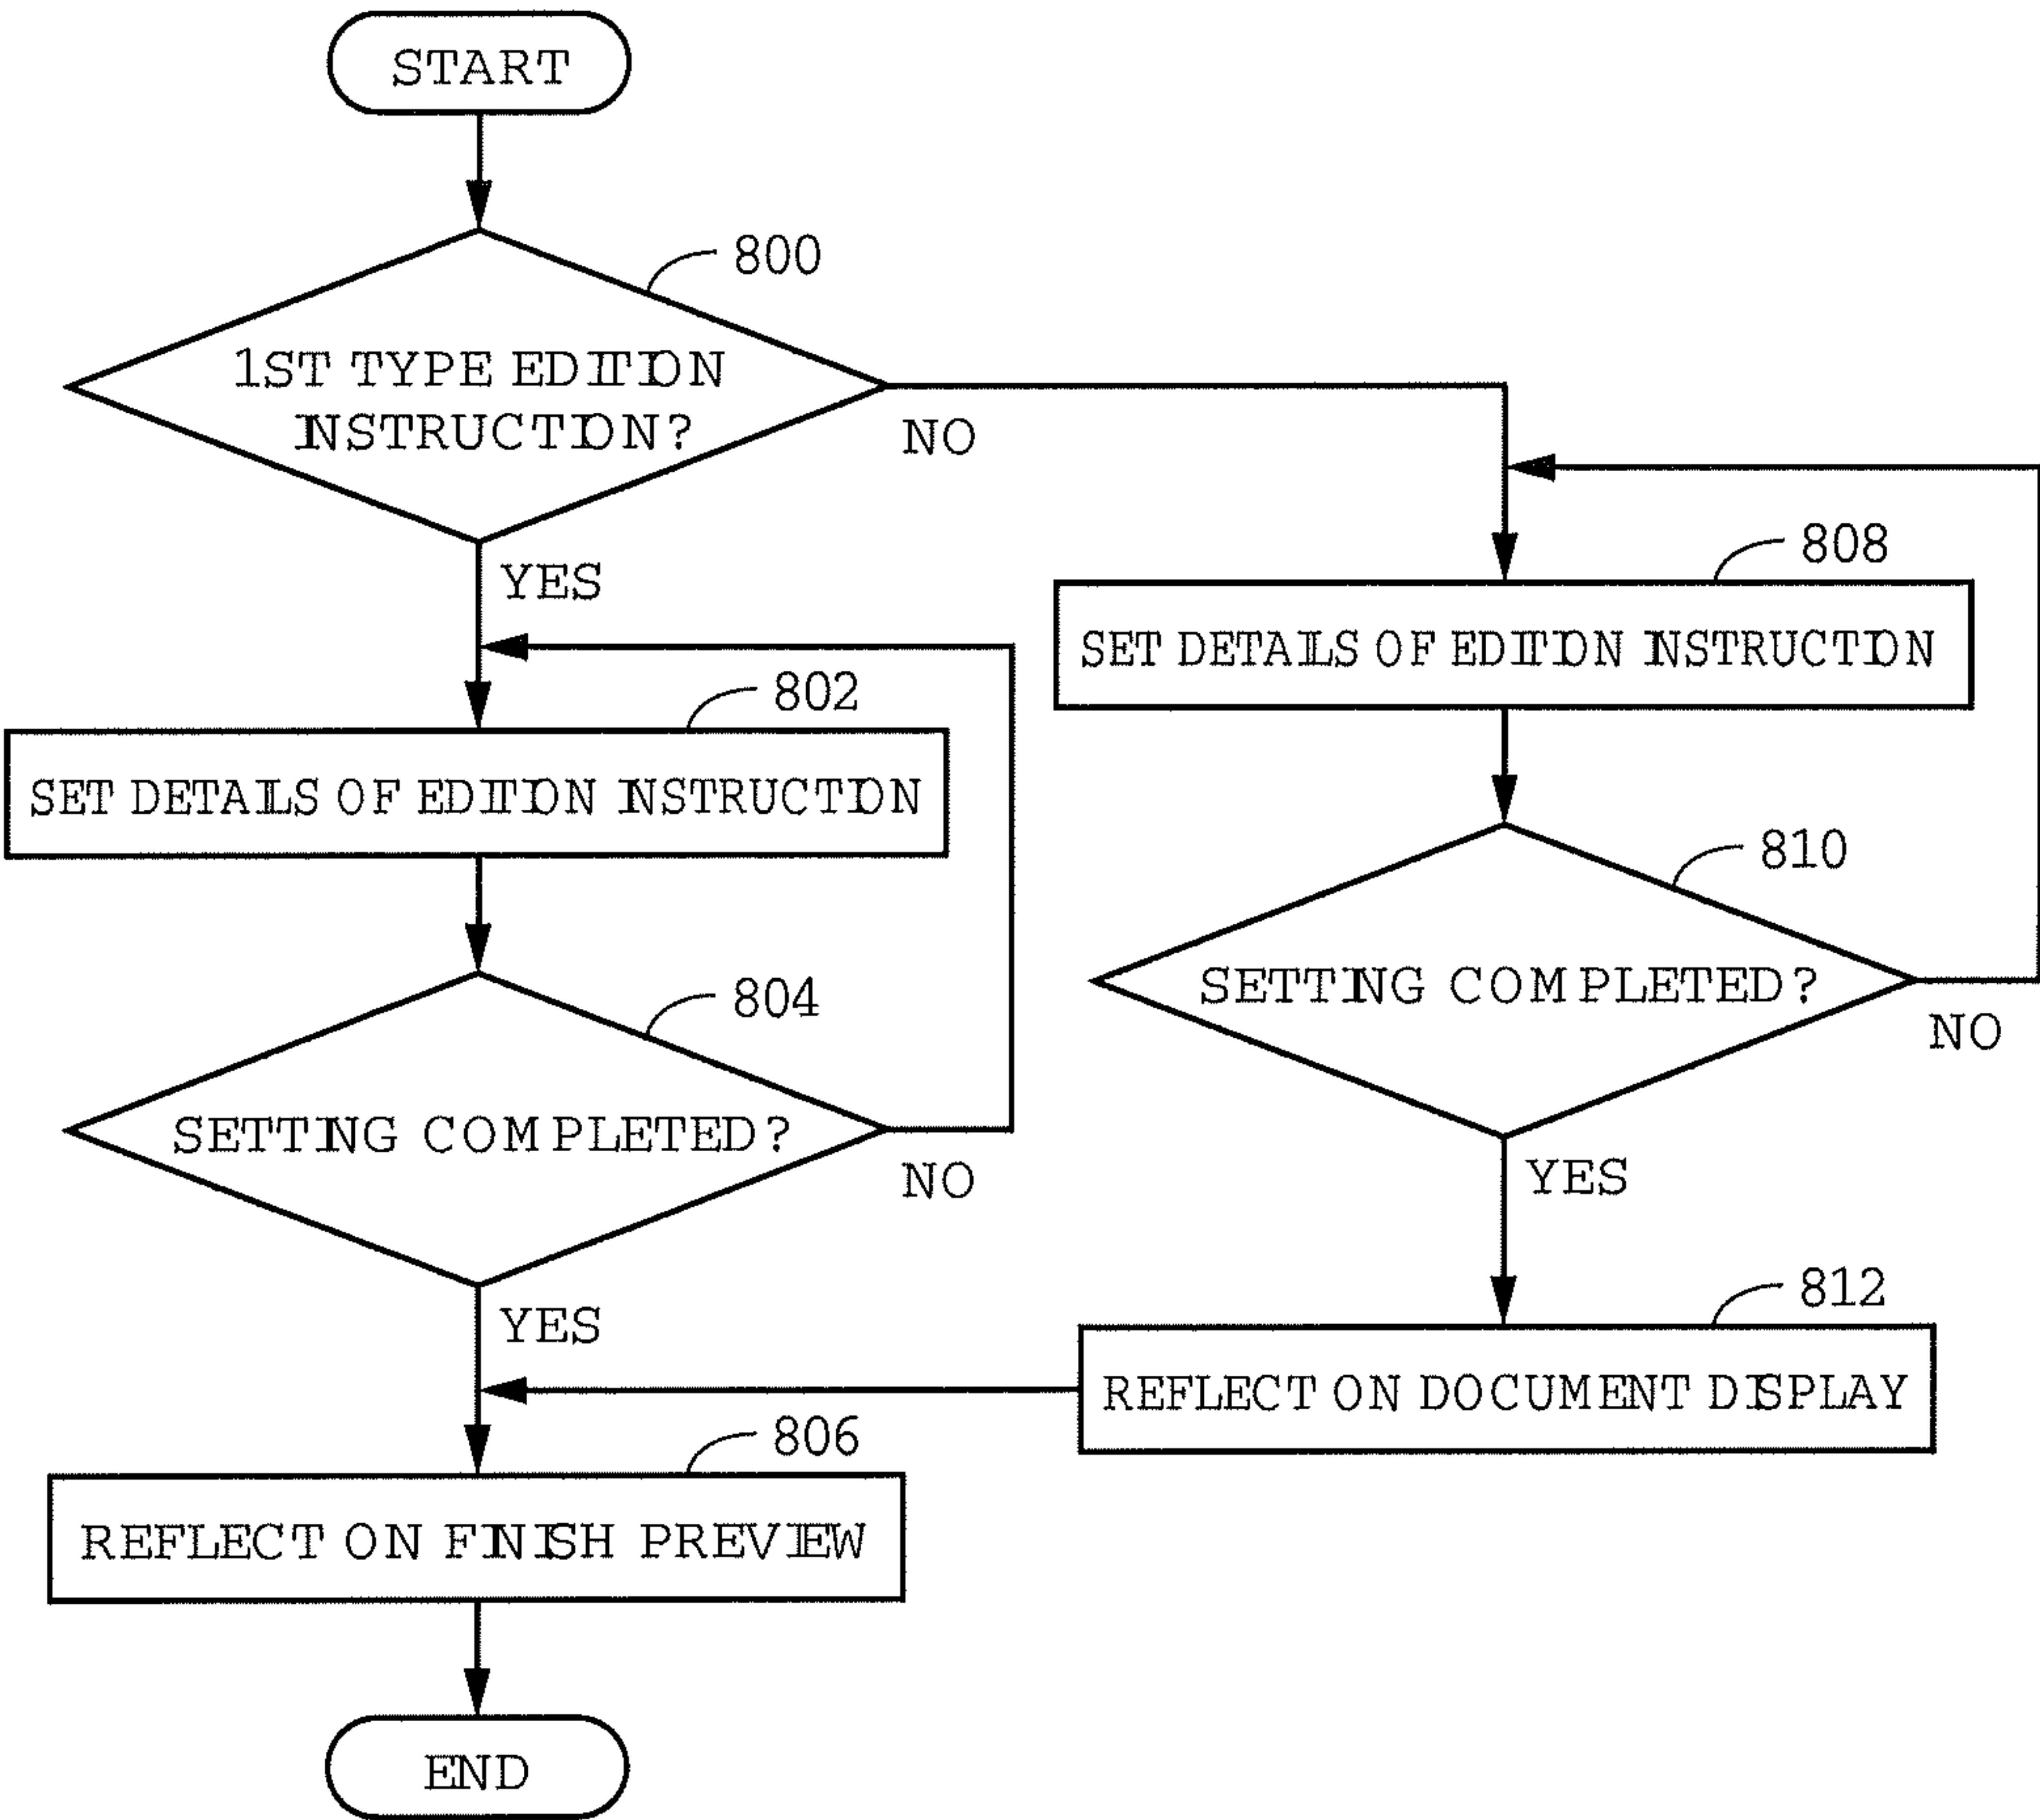 START
800
1ST TYPE EDITION
INSTRUCTION?
NO
YES
802
SET DETAILS OF EDITION INSTRUCTION
804
SETTING COMPLETED?
NO
YES
806
REFLECT ON FINISH PREVIEW
END
808
SET DETAILS OF EDITION INSTRUCTION
810
SETTING COMPLETED?
NO
YES
812
REFLECT ON DOCUMENT DISPLAY